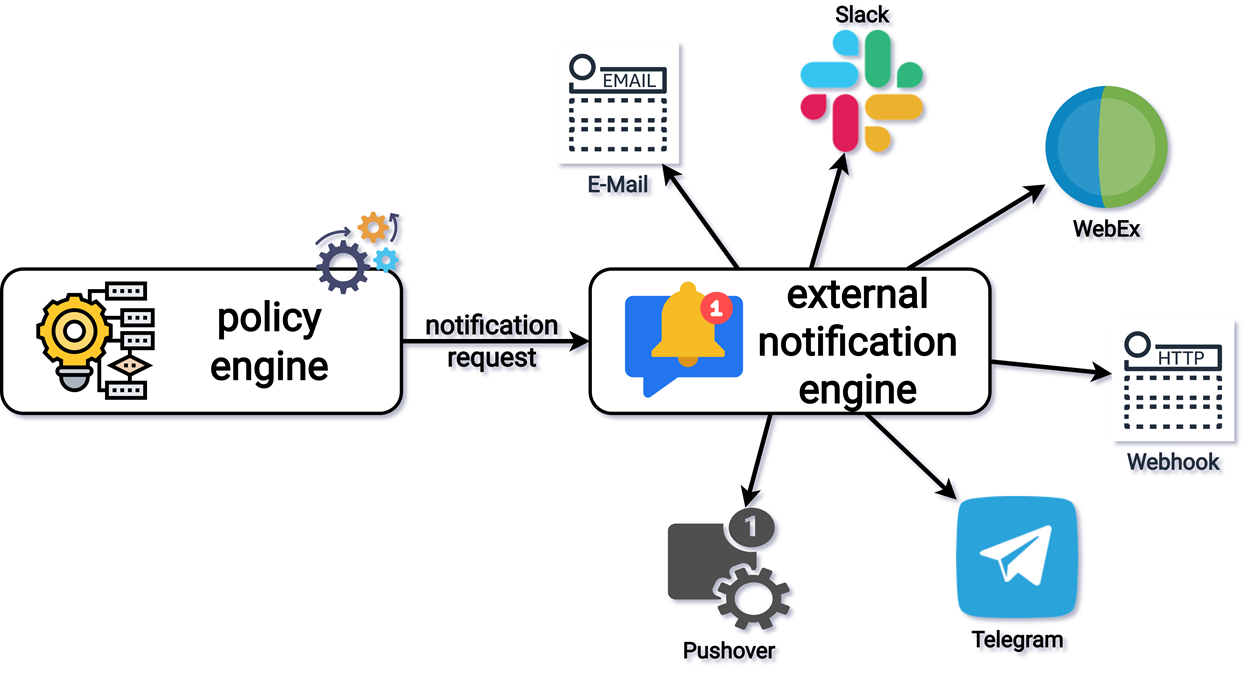 Slack
EMAIL
E-Mail
WebEx
policy
engine
notification
request
1
external
notification
engine
HTTP
Webhook
1
Pushover
Telegram